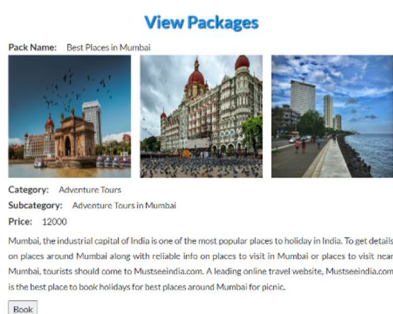 View Packages
Pack Name: Best Places in Mumbai
Category: Adventure Tours
Subcategory: Adventure Tours in Mumbai
Price: 12000
Mumbai, the industrial capital of India is one of the most popular places to holiday in India. To get details
on places around Mumbai along with reliable info on places to visit in Mumbai or places to visit near
Mumbai, tourists should come to Mustseeindia.com. A leading online travel website, Mustseeindia.com
is the best place to book holidays for best places around Mumbai for picnic.
Book